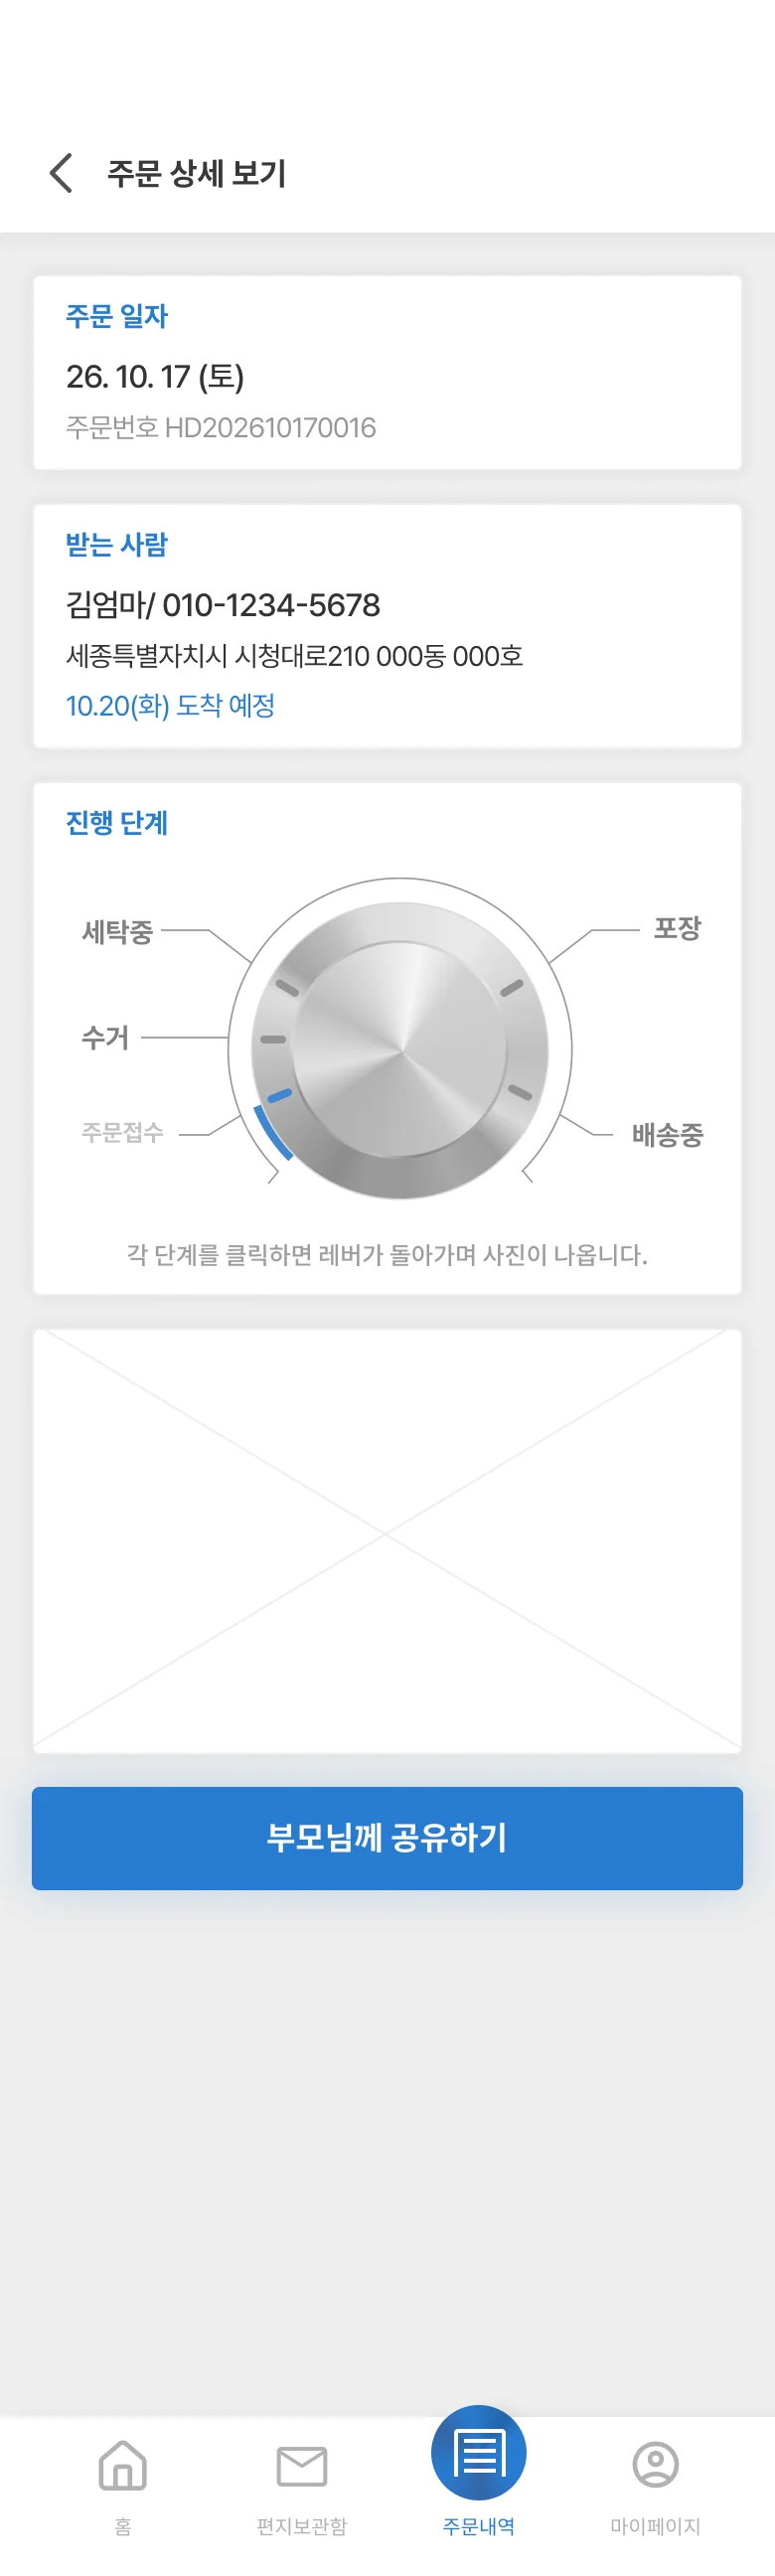 주문 상세 보기
주문 일자
26. 10. 17 (토)
주문번호 HD202610170016
받는 사람
김엄마/ 010-1234-5678
세종특별자치시 시청대로210 000동 000호
10.20(화) 도착 예정
진행 단계
세탁중
포장
수거
주문접수
배송중
각 단계를 클릭하면 레버가 돌아가며 사진이 나옵니다.
부모님께 공유하기
홈
편지보관함
주문내역
마이페이지